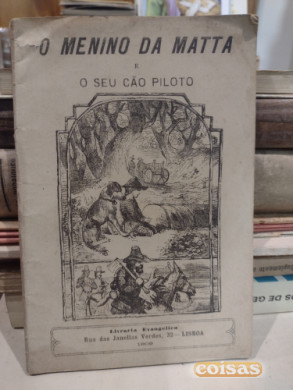 O MENINO DA MATTA
E
O SEU CÃO PILOTO
Livraria Evangelica
Rua das Janellas Verdes, 32 — LISBOA
coisas